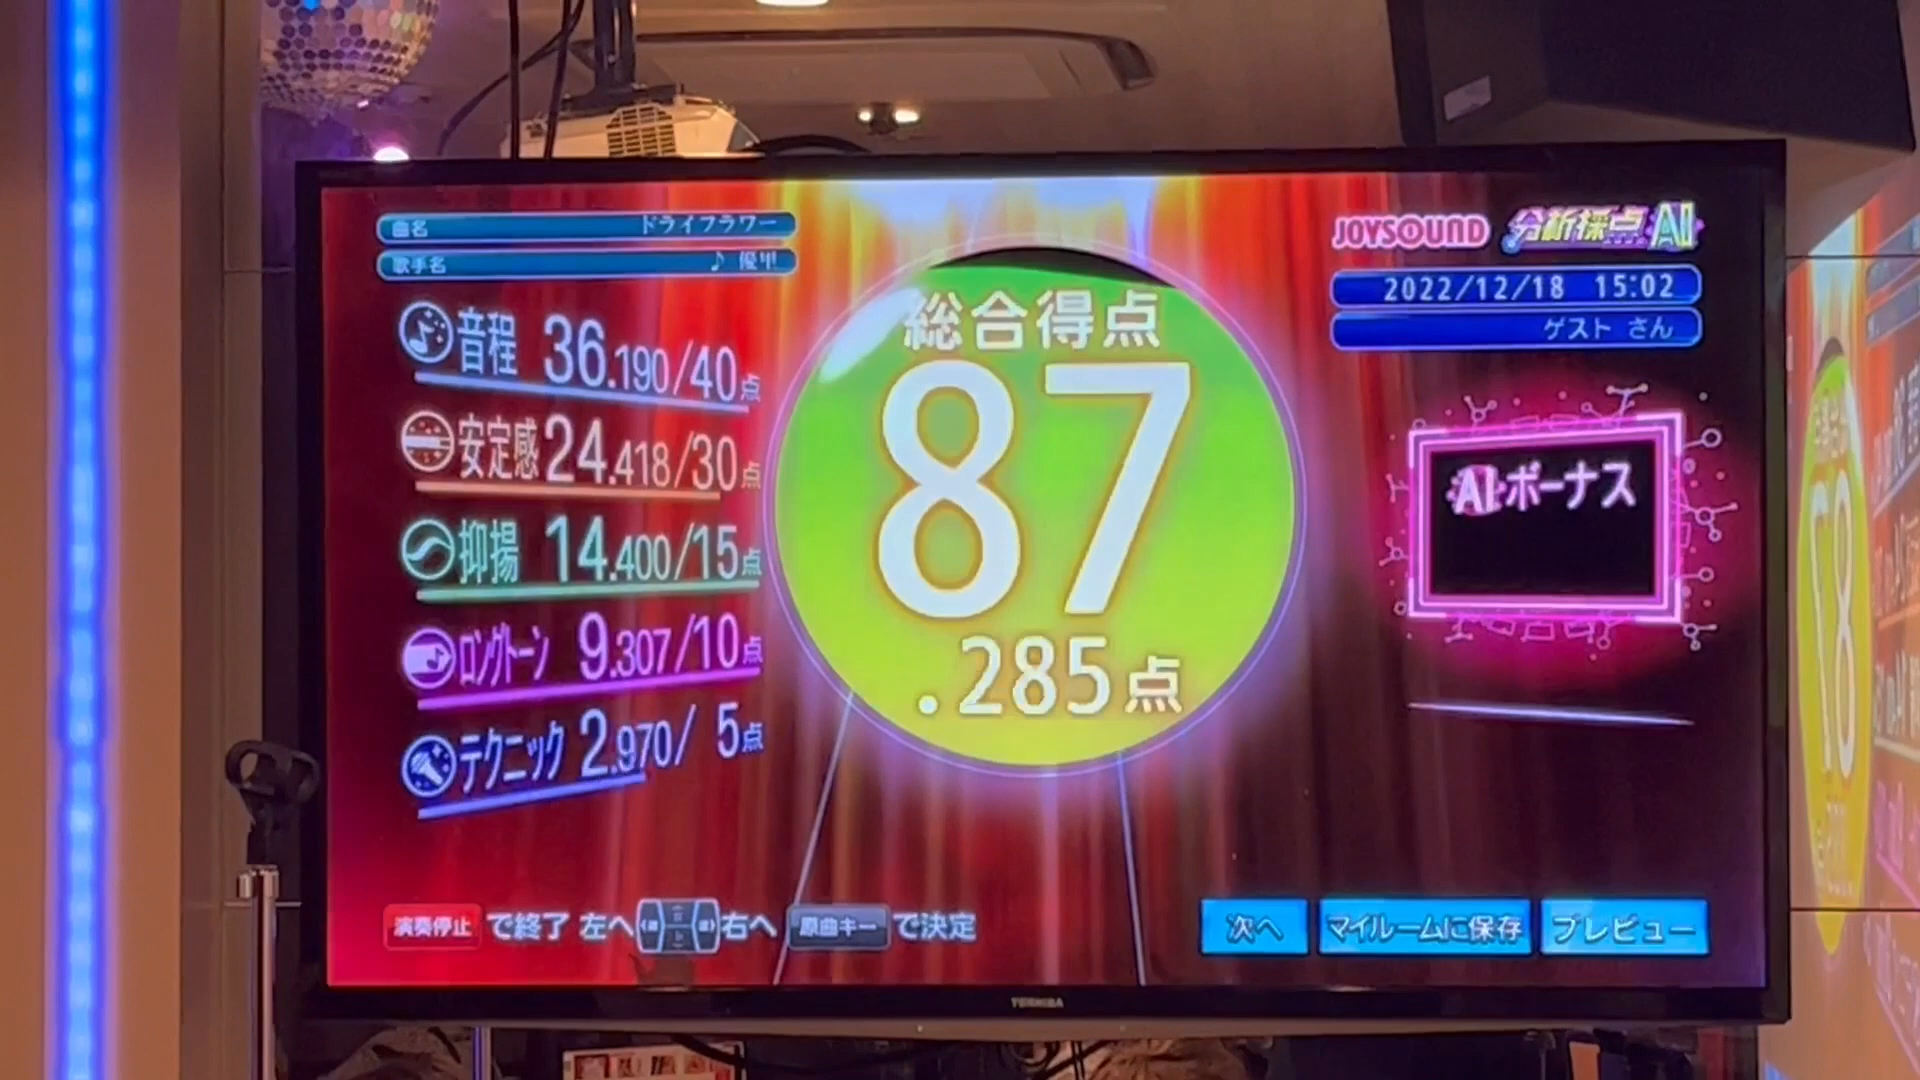 曲名 ドライフラワー
歌手名 ♪ 優里
JOYSOUND 分析採点AI
2022/12/18 15:02
ゲスト さん
音程 36.190/40点
安定感 24.418/30点
抑揚 14.400/15点
ロングトーン 9.307/10点
テクニック 2.970/ 5点
総合得点
87
.285点
AIボーナス
演奏停止 で終了 左へ 右へ 原曲キー で決定
次へ マイルームに保存 プレビュー
TOSHIBA